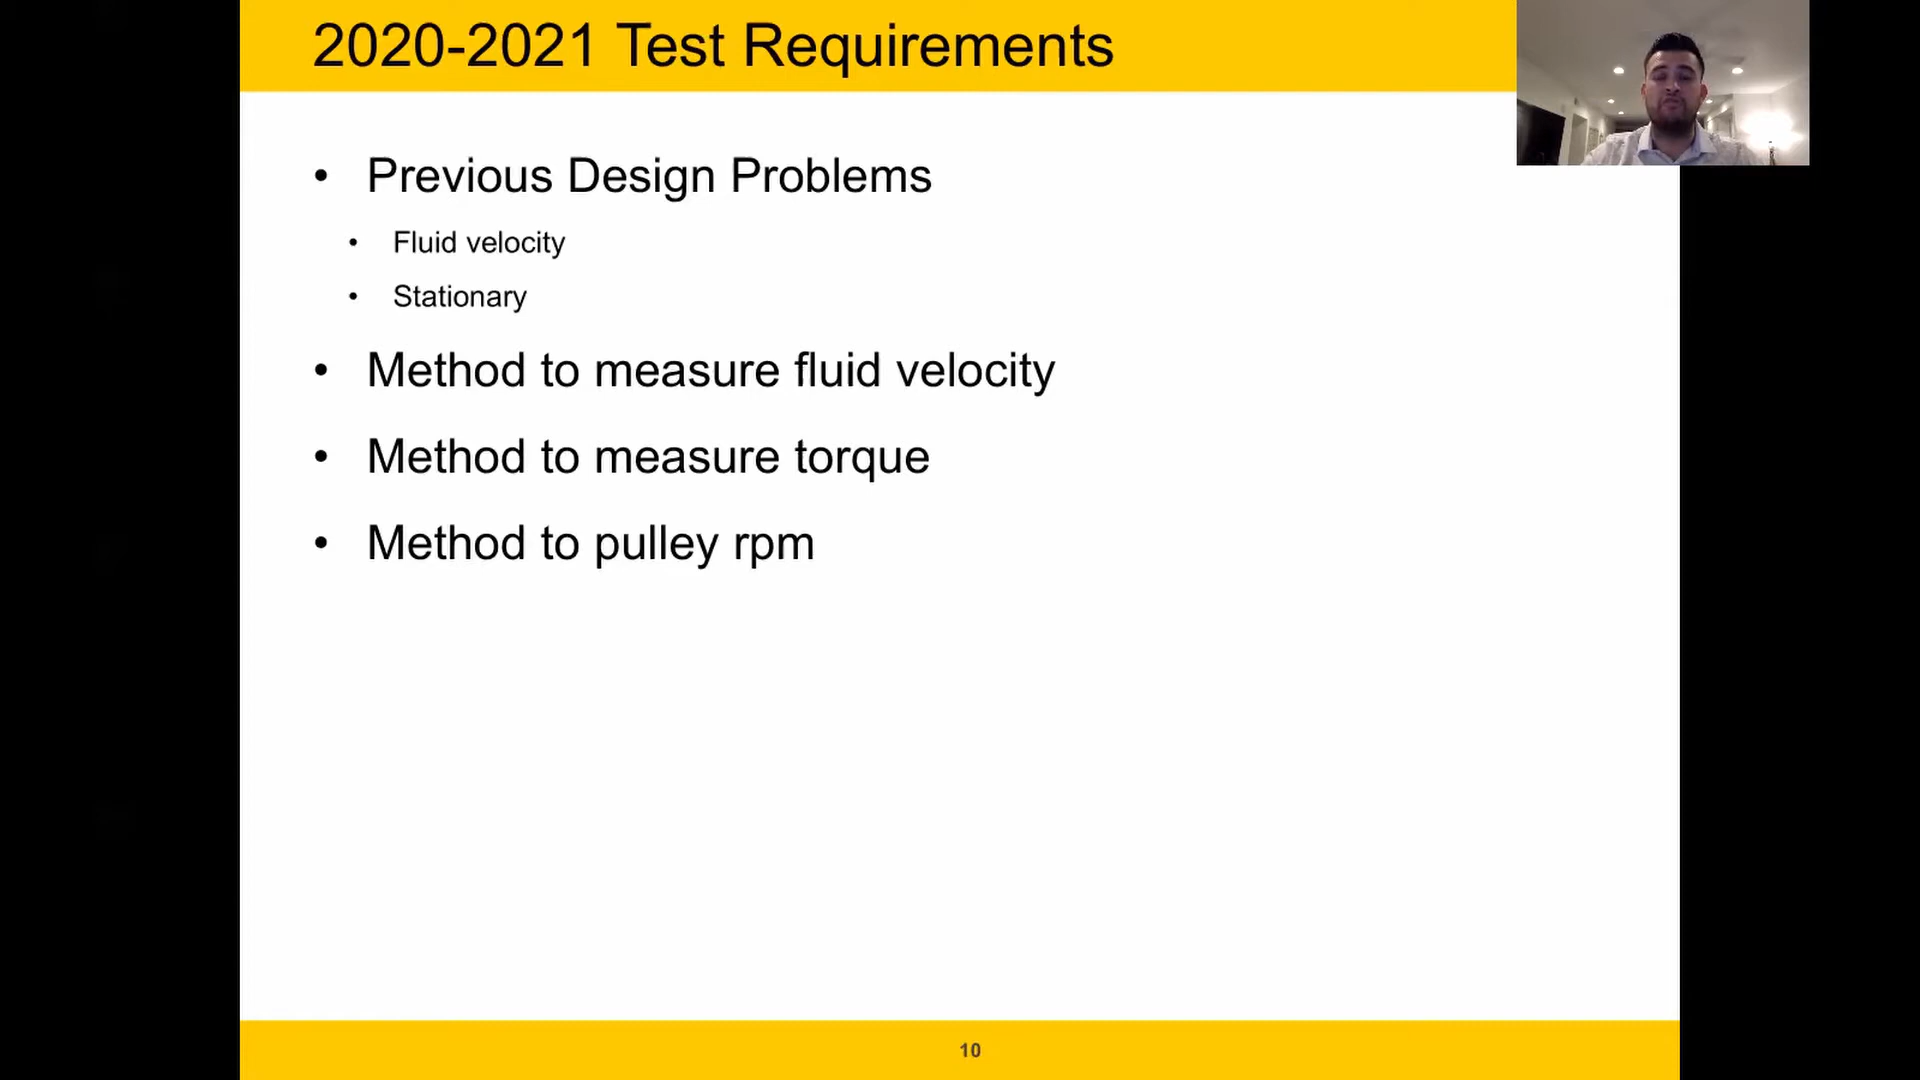 2020-2021 Test Requirements
• Previous Design Problems
• Fluid velocity
• Stationary
• Method to measure fluid velocity
• Method to measure torque
• Method to pulley rpm
10